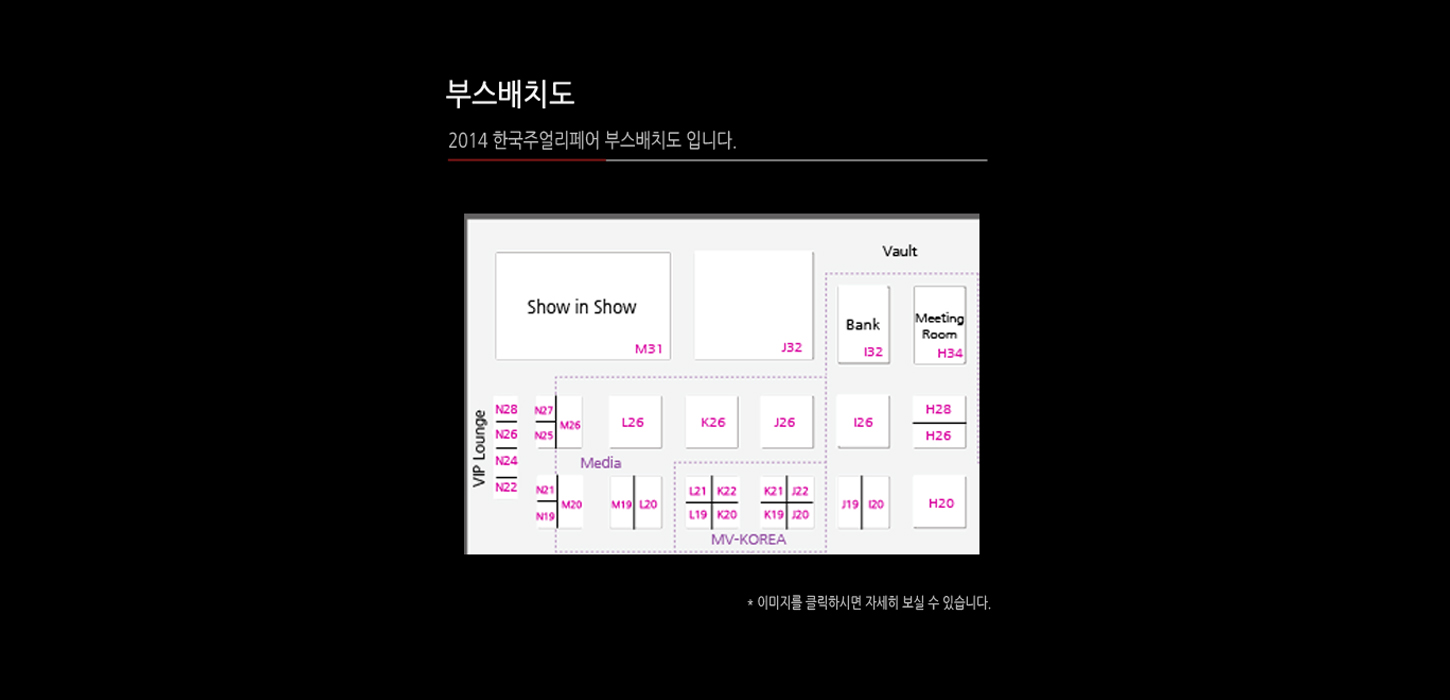 부스배치도
2014 한국주얼리페어 부스배치도 입니다.
Vault
Show in Show
M31
J32
Bank
I32
Meeting
Room
H34
VIP Lounge
N28
N26
N24
N22
N27
N25
M26
L26
K26
J26
I26
H28
H26
Media
N21
N19
M20
M19
L20
L21
K22
L19
K20
K21
J22
K19
J20
MV-KOREA
J19
I20
H20
* 이미지를 클릭하시면 자세히 보실 수 있습니다.